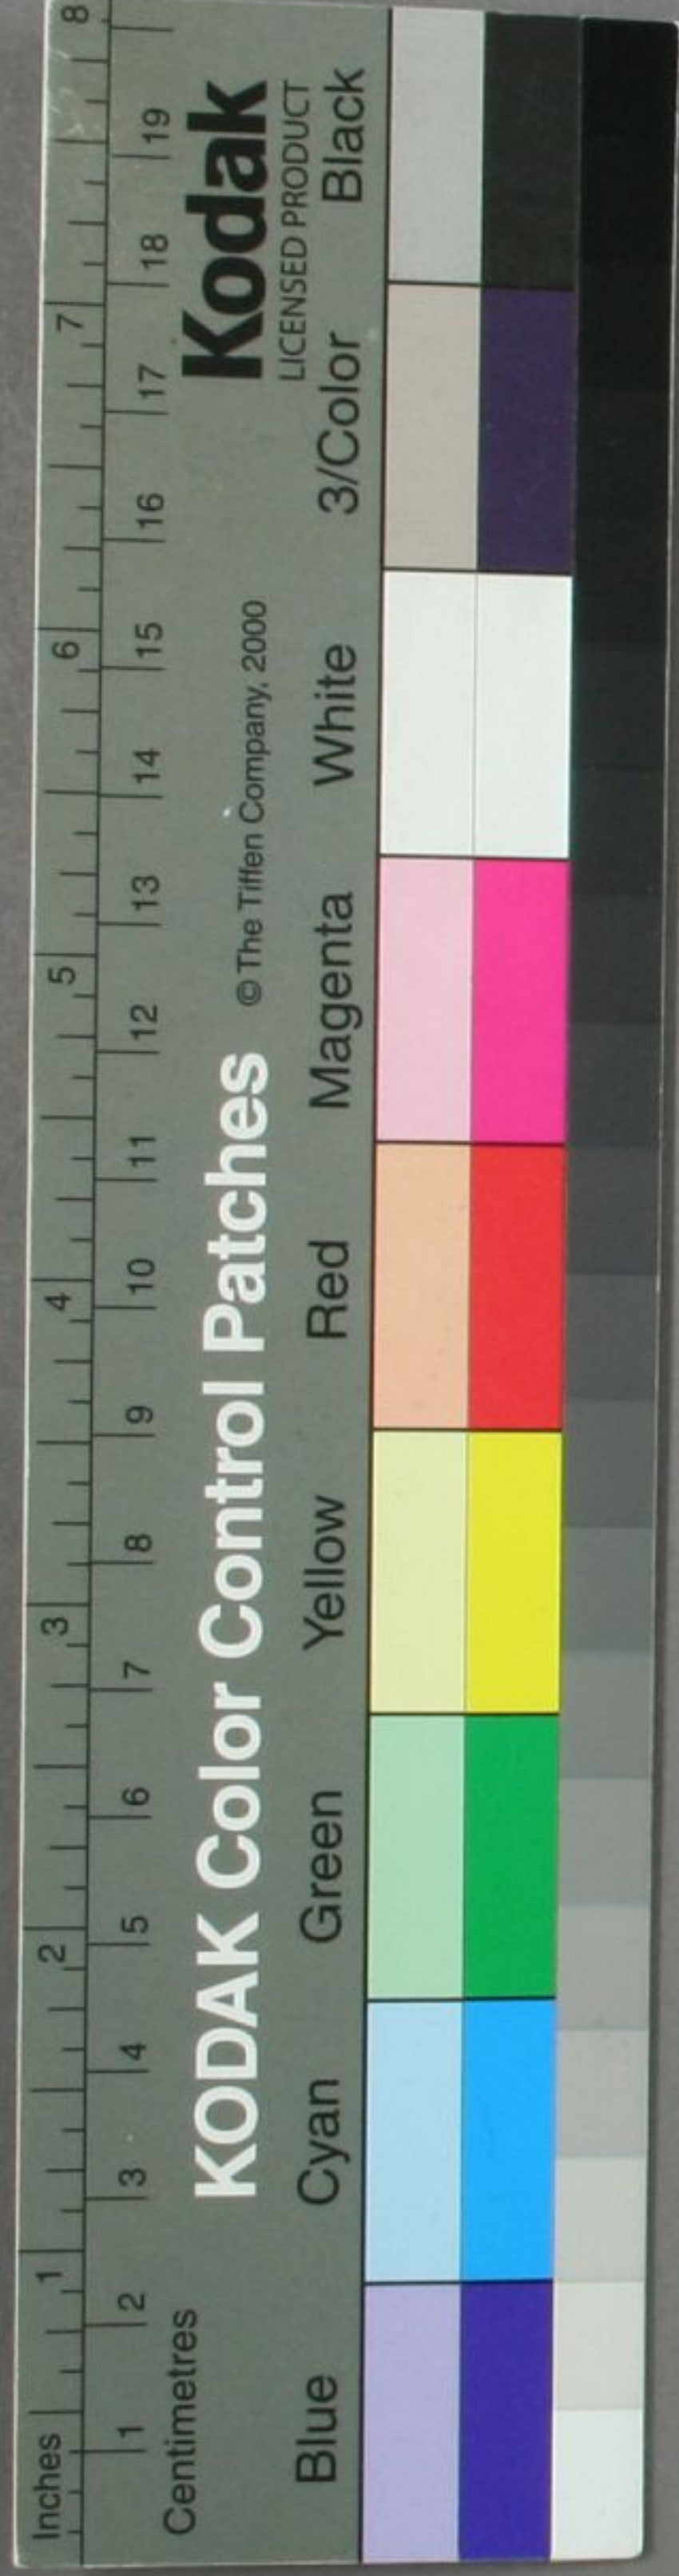 Inches 1 2 3 4 5 6 7 8
Centimetres 1 2 3 4 5 6 7 8 9 10 11 12 13 14 15 16 17 18 19
KODAK Color Control Patches © The Tiffen Company, 2000 Kodak
LICENSED PRODUCT
Blue Cyan Green Yellow Red Magenta White 3/Color Black